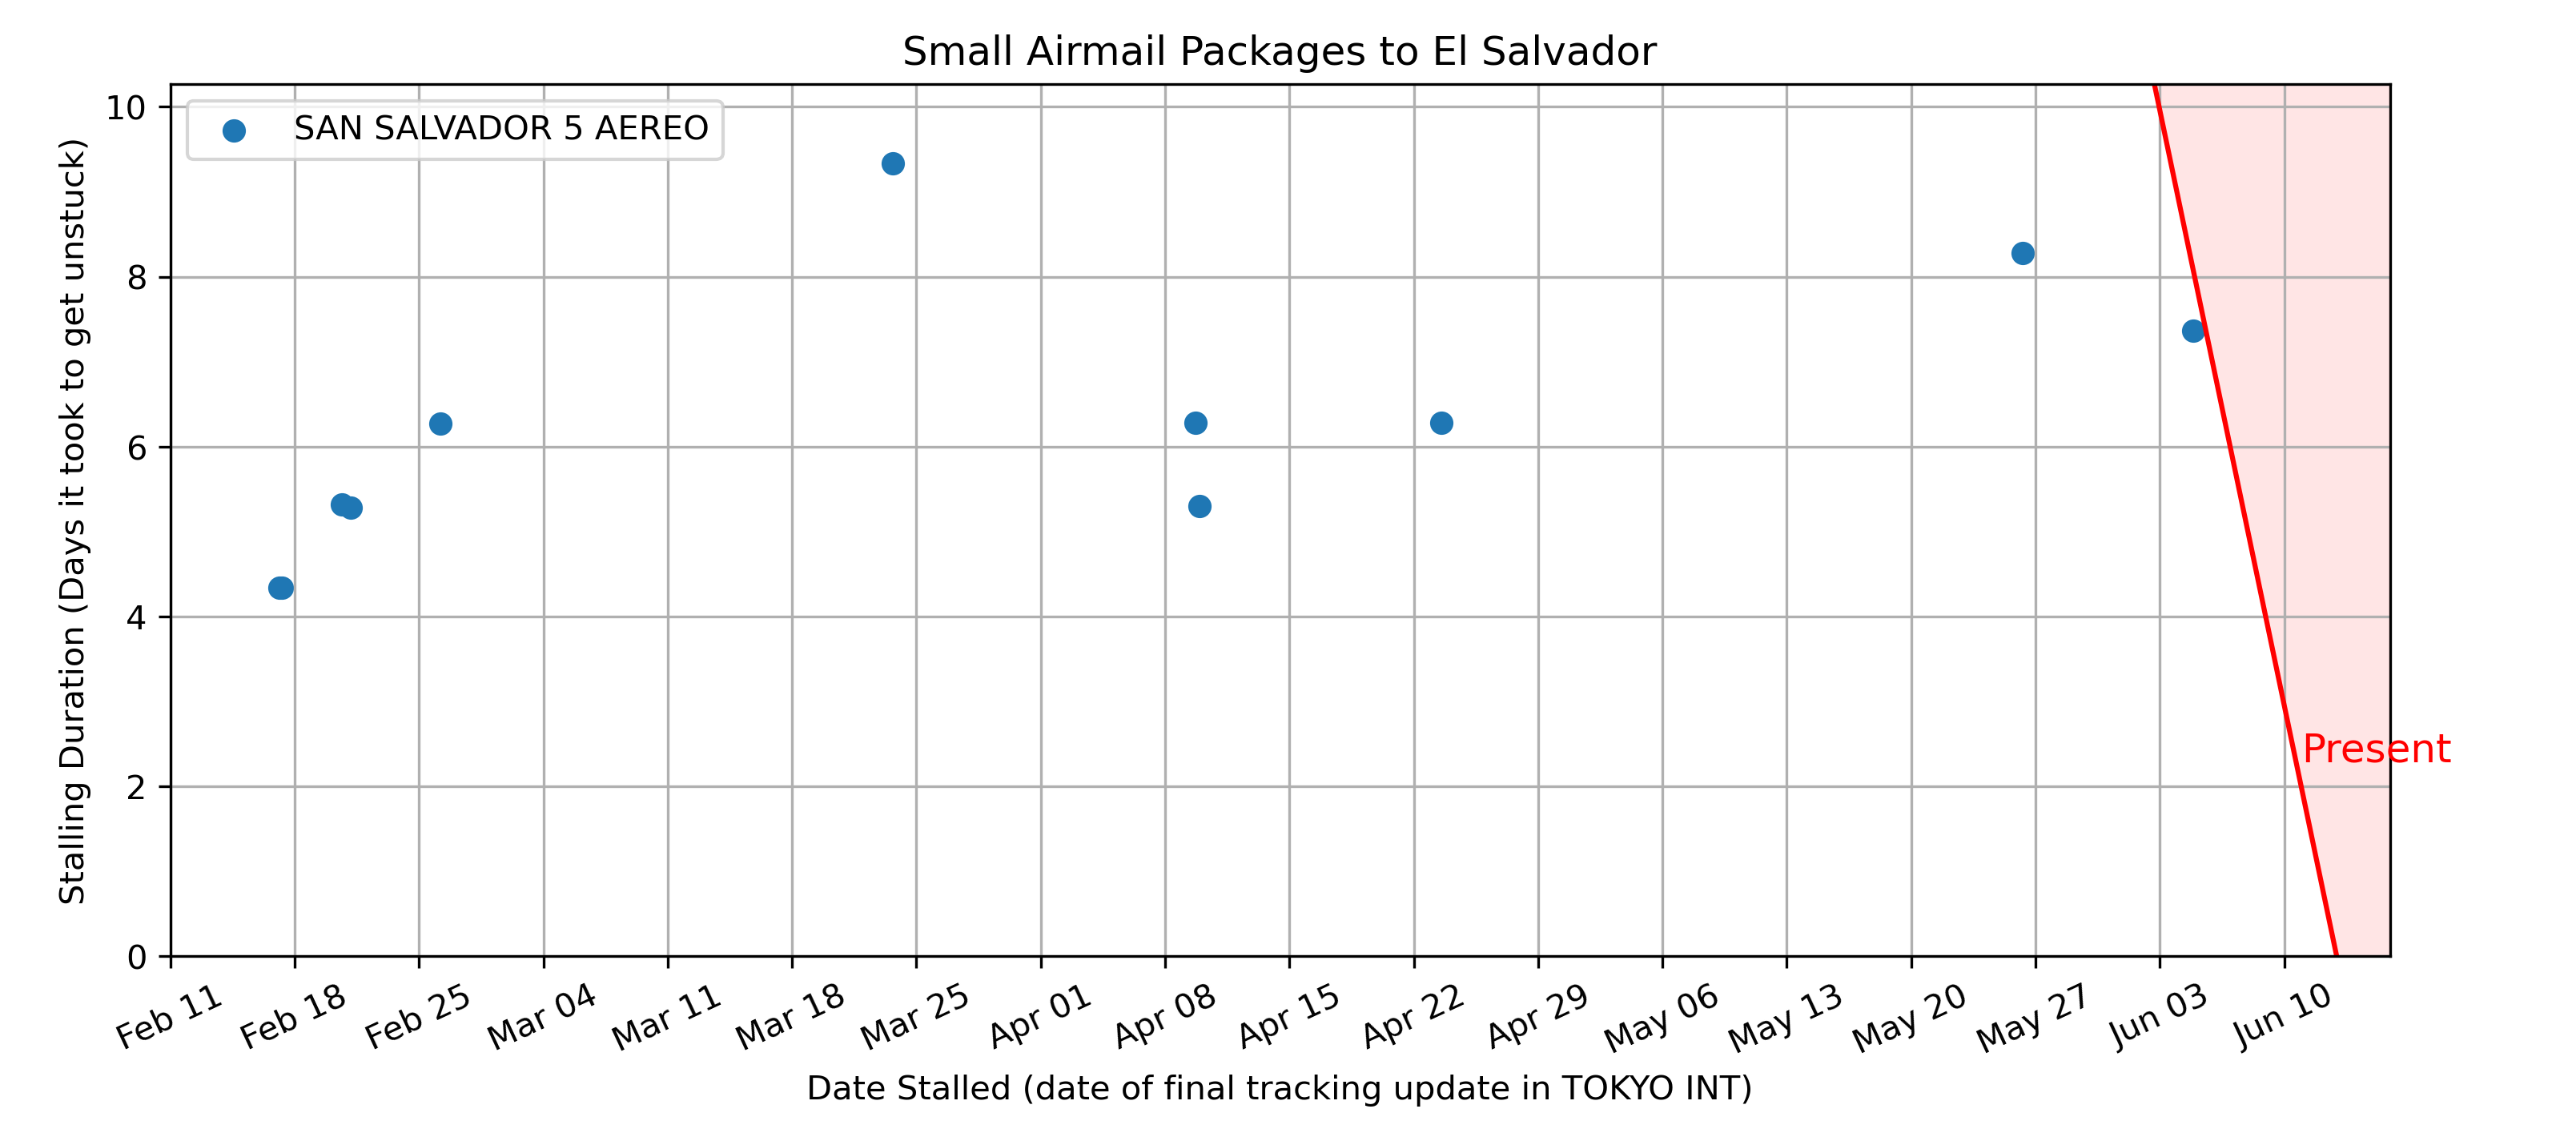 Small Airmail Packages to El Salvador
SAN SALVADOR 5 AEREO
Stalling Duration (Days it took to get unstuck)
10
8
6
4
2
0
Present
Feb 11
Feb 18
Feb 25
Mar 04
Mar 11
Mar 18
Mar 25
Apr 01
Apr 08
Apr 15
Apr 22
Apr 29
May 06
May 13
May 20
May 27
Jun 03
Jun 10
Date Stalled (date of final tracking update in TOKYO INT)